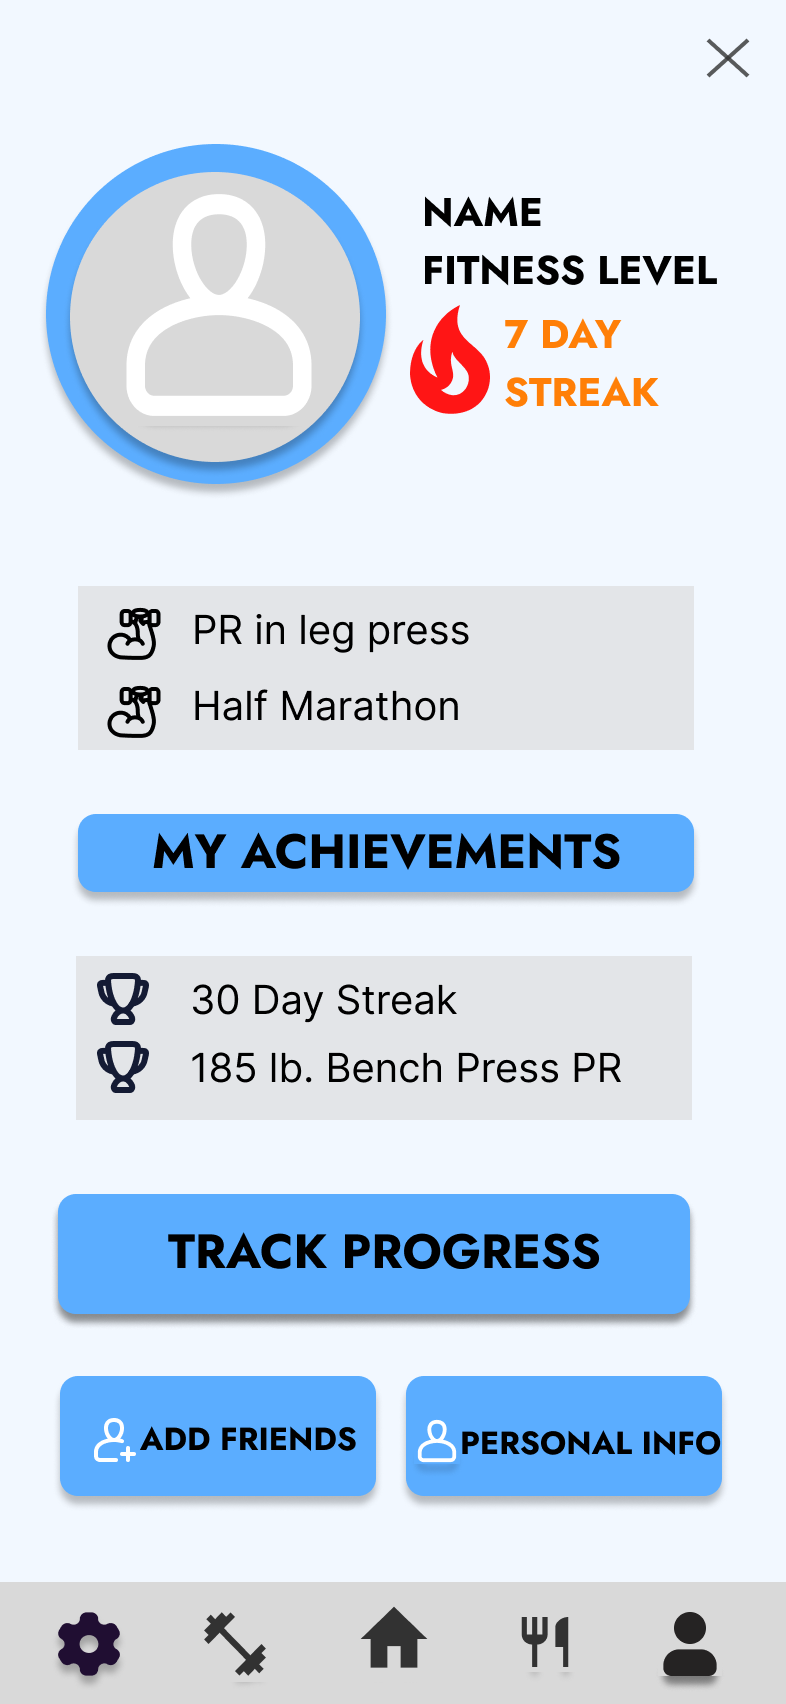 NAME
FITNESS LEVEL
7 DAY
STREAK
PR in leg press
Half Marathon
MY ACHIEVEMENTS
30 Day Streak
185 lb. Bench Press PR
TRACK PROGRESS
ADD FRIENDS
PERSONAL INFO